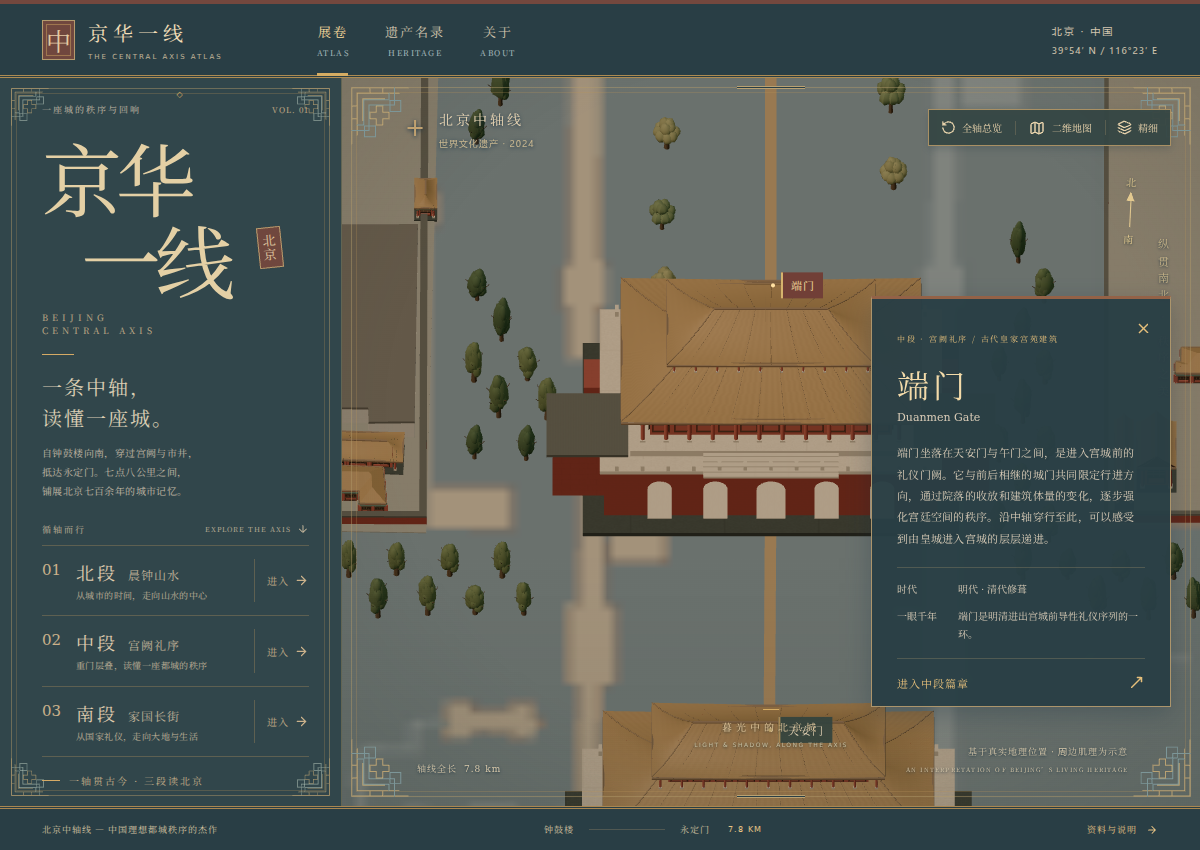 中
京华一线
THE CENTRAL AXIS ATLAS
展卷
ATLAS
遗产名录
HERITAGE
关于
ABOUT
北京 · 中国
39°54′ N / 116°23′ E
一座城的秩序与回响
VOL. 01
京华
一线
北京
BEIJING
CENTRAL AXIS
一条中轴，
读懂一座城。
自钟鼓楼向南，穿过宫阙与市井，
抵达永定门。七点八公里之间，
铺展北京七百余年的城市记忆。
循轴而行
EXPLORE THE AXIS ↓
01 北段 晨钟山水
从城市的时间，走向山水的中心
进入 →
02 中段 宫阙礼序
重门层叠，读懂一座都城的秩序
进入 →
03 南段 家国长街
从国家礼仪，走向大地与生活
进入 →
一轴贯古今 · 三段读北京
北京中轴线
世界文化遗产 · 2024
全轴总览
二维地图
精细
北
南
纵贯南北
端门
中段 · 宫阙礼序 / 古代皇家宫苑建筑
端门
Duanmen Gate
端门坐落在天安门与午门之间，是进入宫城前的
礼仪门阙。它与前后相继的城门共同限定行进方
向，通过院落的收放和建筑体量的变化，逐步强
化宫廷空间的秩序。沿中轴穿行至此，可以感受
到由皇城进入宫城的层层递进。
时代 明代 · 清代修葺
一眼千年 端门是明清进出宫城前导性礼仪序列的一
环。
进入中段篇章
暮光中的北京城
LIGHT & SHADOW, ALONG THE AXIS
天安门
轴线全长 7.8 km
基于真实地理位置 · 周边肌理为示意
AN INTERPRETATION OF BEIJING'S LIVING HERITAGE
北京中轴线 — 中国理想都城秩序的杰作
钟鼓楼
永定门
7.8 KM
资料与说明 →